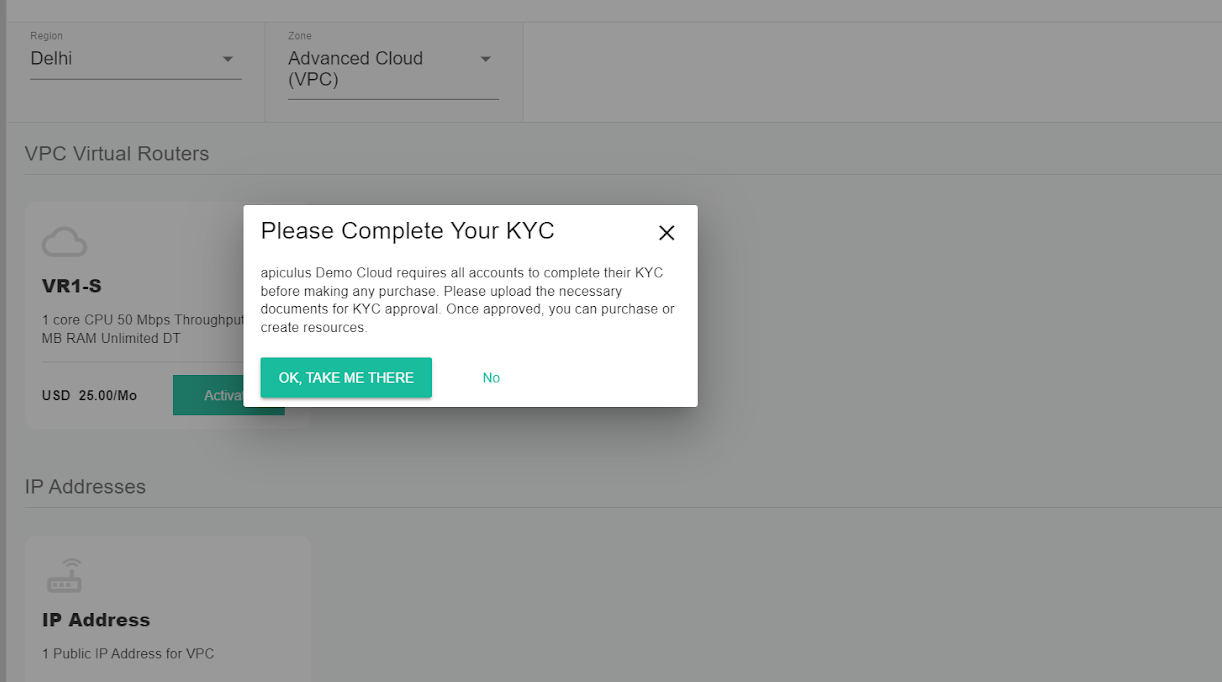 Region
Delhi
Zone
Advanced Cloud
(VPC)
VPC Virtual Routers
Please Complete Your KYC
apiculus Demo Cloud requires all accounts to complete their KYC
before making any purchase. Please upload the necessary
documents for KYC approval. Once approved, you can purchase or
create resources.
OK, TAKE ME THERE
No
VR1-S
1 core CPU 50 Mbps Throughput
MB RAM Unlimited DT
USD 25.00/Mo
IP Addresses
IP Address
1 Public IP Address for VPC